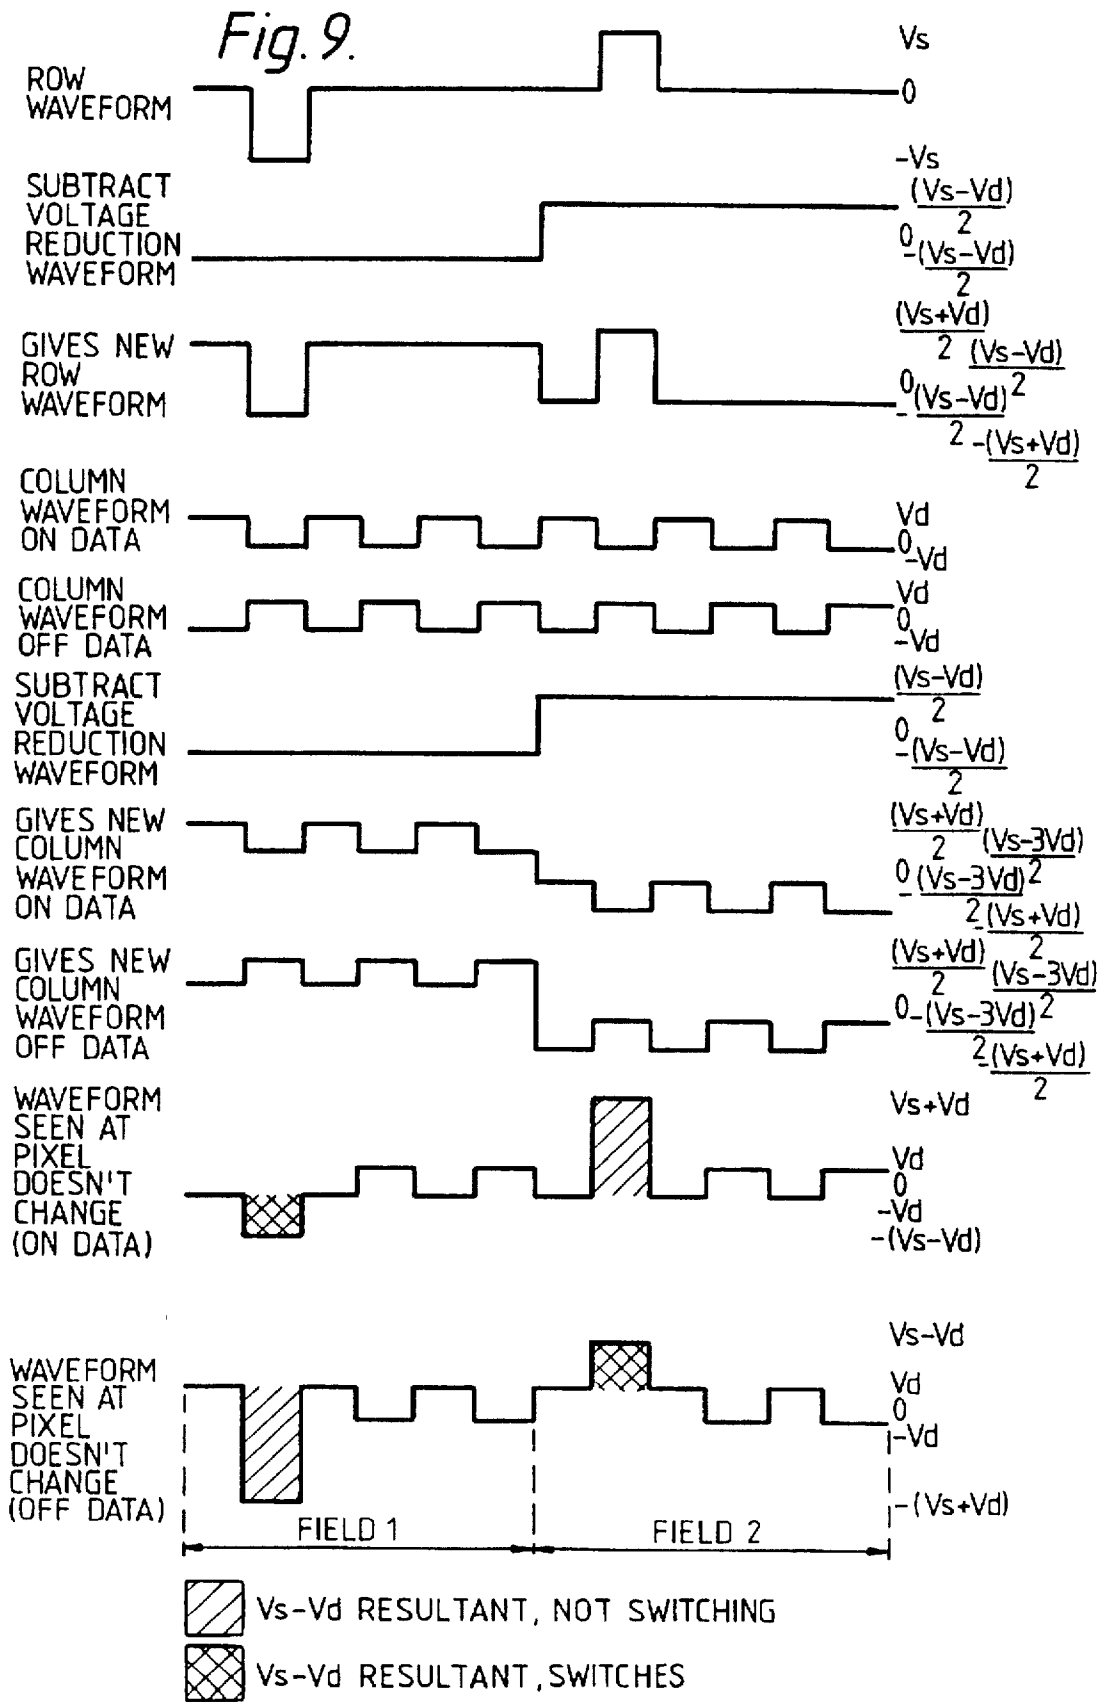 Fig. 9.
ROW
WAVEFORM
Vs
0
-Vs
SUBTRACT
VOLTAGE
REDUCTION
WAVEFORM
(Vs-Vd)
2
0
-(Vs-Vd)
2
GIVES NEW
ROW
WAVEFORM
(Vs+Vd)
2
(Vs-Vd)
2
0
-(Vs-Vd)
2
-(Vs+Vd)
2
COLUMN
WAVEFORM
ON DATA
Vd
0
-Vd
COLUMN
WAVEFORM
OFF DATA
Vd
0
-Vd
SUBTRACT
VOLTAGE
REDUCTION
WAVEFORM
(Vs-Vd)
2
0
-(Vs-Vd)
2
GIVES NEW
COLUMN
WAVEFORM
ON DATA
(Vs+Vd)
2
(Vs-3Vd)
2
0
-(Vs-3Vd)
2
-(Vs+Vd)
2
GIVES NEW
COLUMN
WAVEFORM
OFF DATA
(Vs+Vd)
2
(Vs-3Vd)
2
0
-(Vs-3Vd)
2
-(Vs+Vd)
2
WAVEFORM
SEEN AT
PIXEL
DOESN'T
CHANGE
(ON DATA)
Vs+Vd
Vd
0
-Vd
-(Vs-Vd)
WAVEFORM
SEEN AT
PIXEL
DOESN'T
CHANGE
(OFF DATA)
Vs-Vd
Vd
0
-Vd
-(Vs+Vd)
FIELD 1
FIELD 2
Vs-Vd RESULTANT, NOT SWITCHING
Vs-Vd RESULTANT, SWITCHES